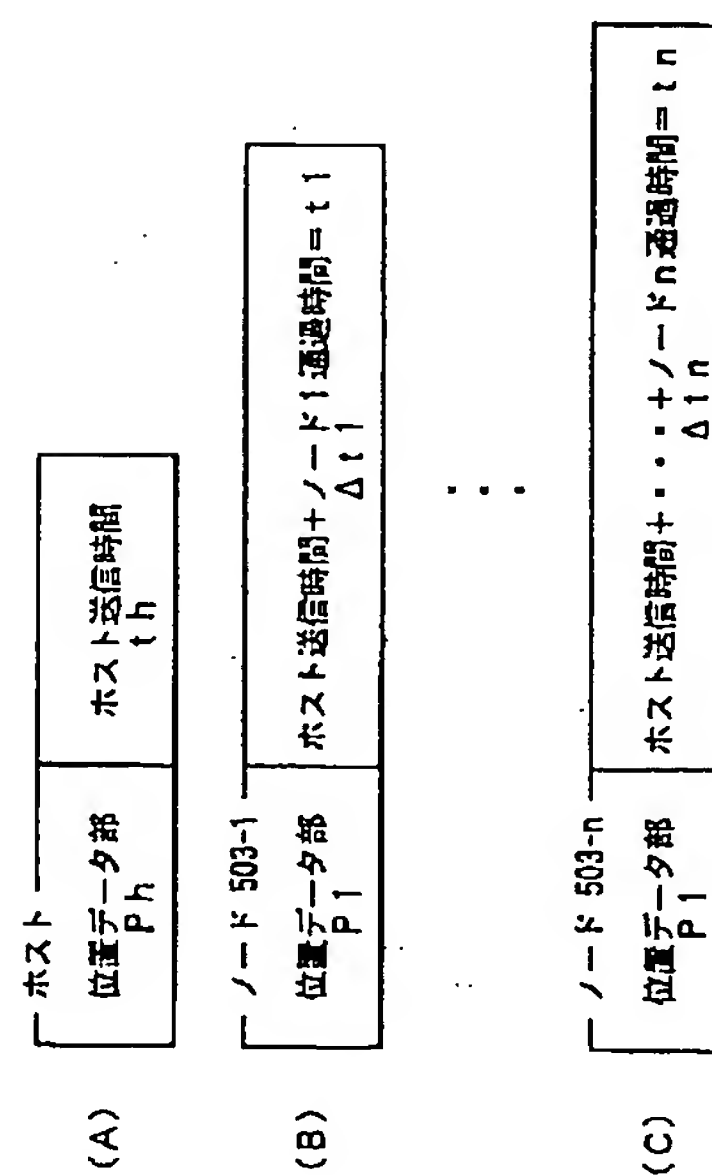 (A)
ホスト
位置データ部
Ph
ホスト送信時間
th
(B)
ノード 503-1
位置データ部
P1
ホスト送信時間+ノード1通過時間=t1
Δt1
・・・
(C)
ノード 503-n
位置データ部
P1
ホスト送信時間+・・・+ノードn通過時間=tn
Δtn